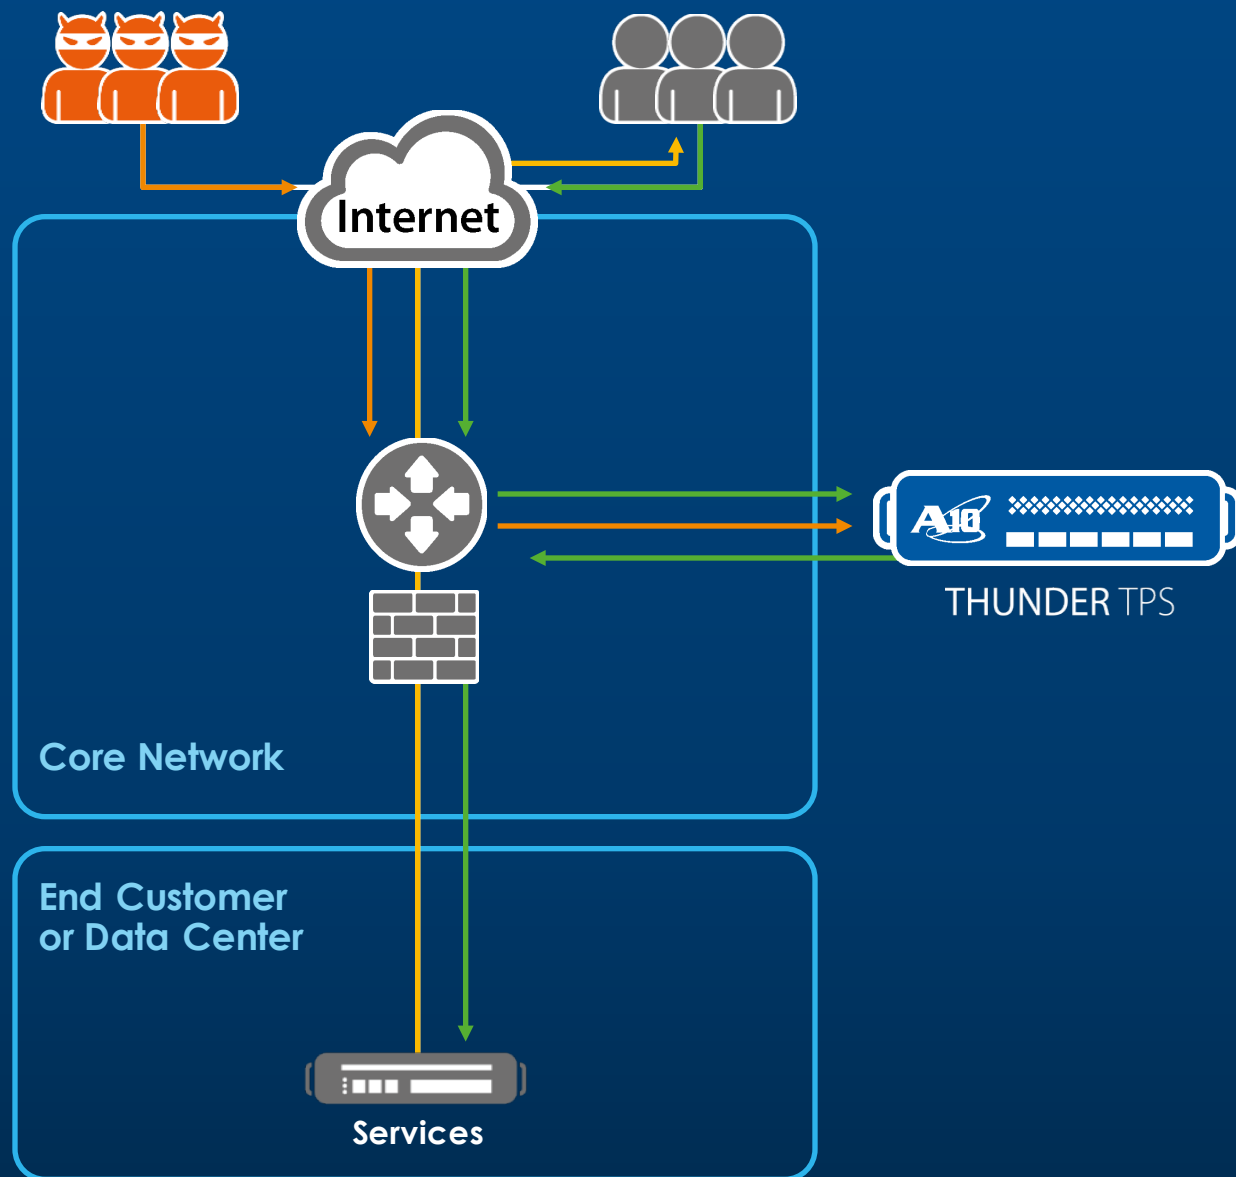 Internet
A10
THUNDER TPS
Core Network
End Customer
or Data Center
Services